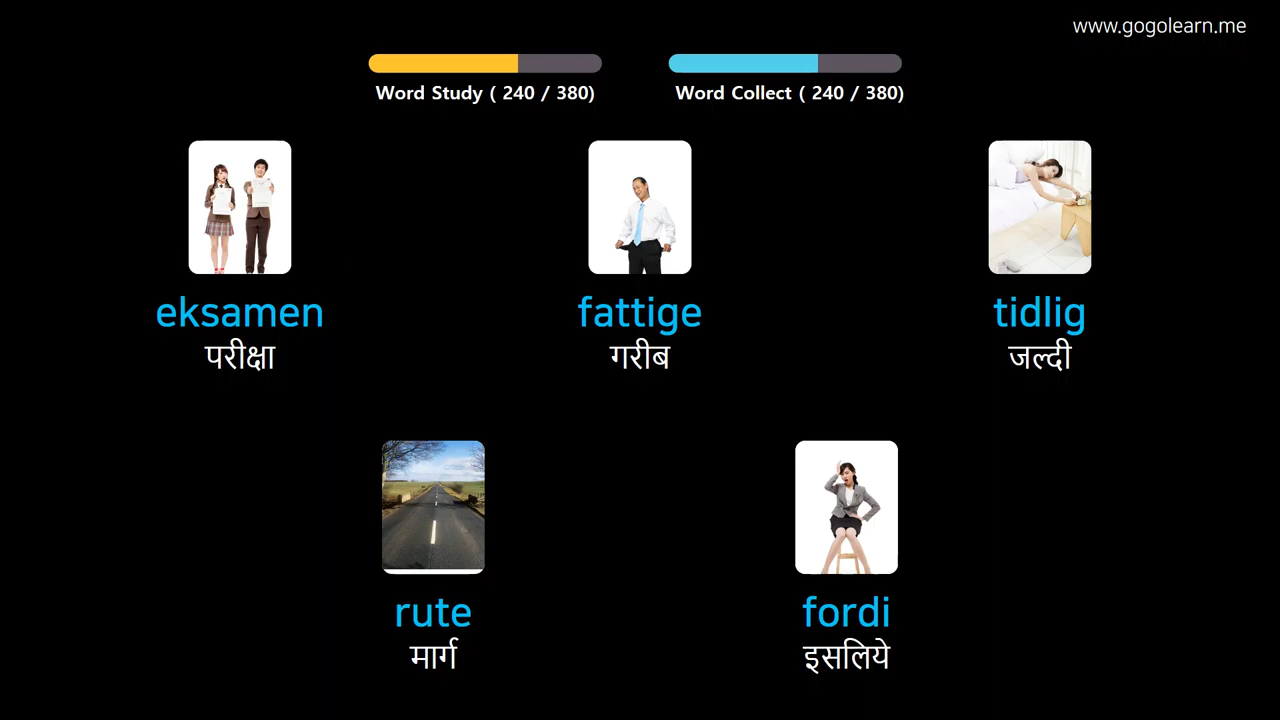 www.gogolearn.me
Word Study ( 240 / 380)
Word Collect ( 240 / 380)
eksamen
परीक्षा
fattige
गरीब
tidlig
जल्दी
rute
मार्ग
fordi
इसलिये